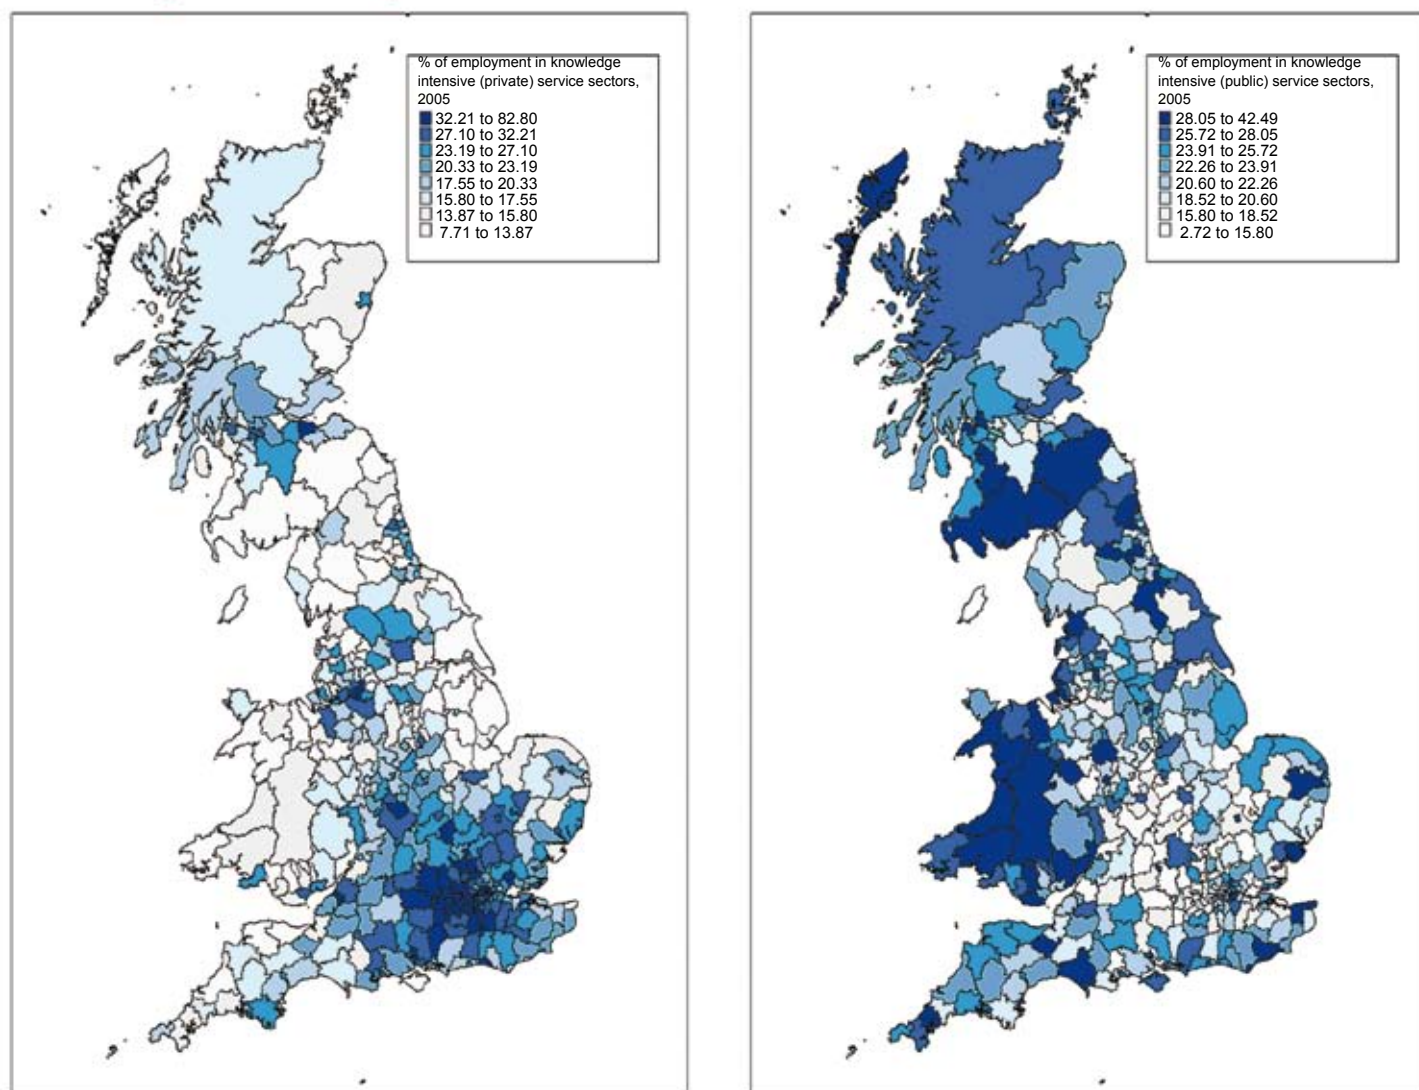 % of employment in knowledge
intensive (private) service sectors,
2005
32.21 to 82.80
27.10 to 32.21
23.19 to 27.10
20.33 to 23.19
17.55 to 20.33
15.80 to 17.55
13.87 to 15.80
7.71 to 13.87
% of employment in knowledge
intensive (public) service sectors,
2005
28.05 to 42.49
25.72 to 28.05
23.91 to 25.72
22.26 to 23.91
20.60 to 22.26
18.52 to 20.60
15.80 to 18.52
2.72 to 15.80